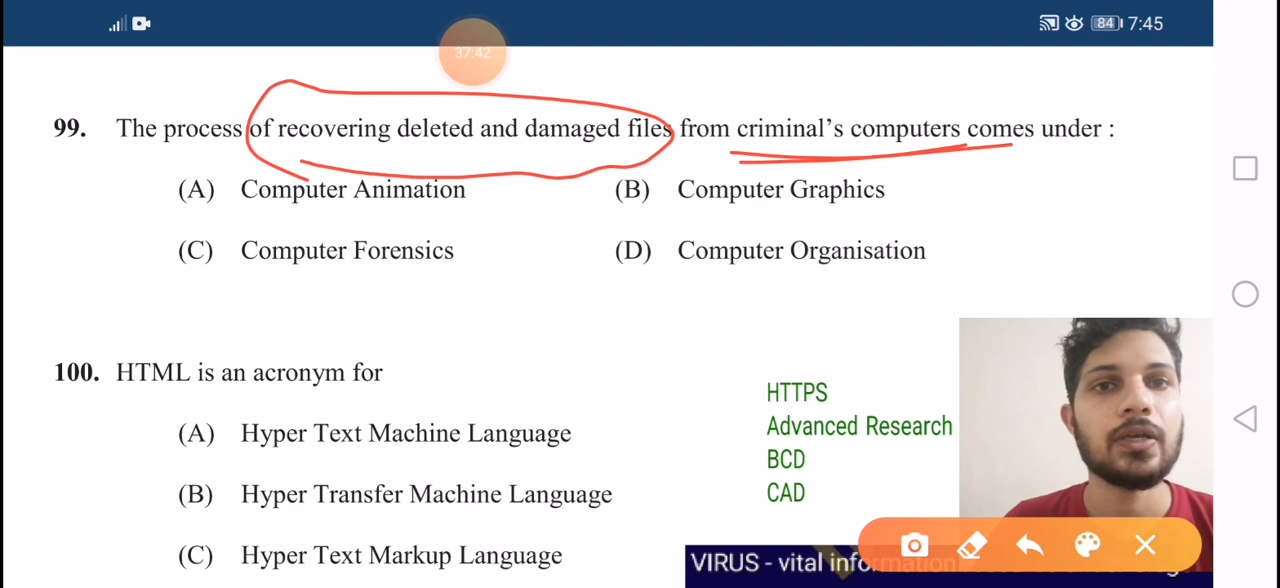 84 7:45
37:42
99. The process of recovering deleted and damaged files from criminal's computers comes under :
(A) Computer Animation (B) Computer Graphics
(C) Computer Forensics (D) Computer Organisation
100. HTML is an acronym for
(A) Hyper Text Machine Language
(B) Hyper Transfer Machine Language
(C) Hyper Text Markup Language
HTTPS
Advanced Research
BCD
CAD
VIRUS - vital information